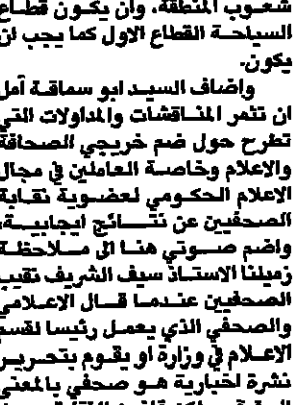 شعوب المنطقة، وان يكون قطاع
السياحة القطاع الاول كما يجب ان
يكون.
واضاف السيد ابو سماقة آمل
ان تثمر المناقشات والمداولات التي
تطرح حول ضم خريجي الصحافة
والاعلام وخاصة العاملين في مجال
الاعلام الحكومي لعضوية نقابة
الصحفيين عن نتائج ايجابية،
واضم صوتي هنا الى ملاحظة
زميلنا الاستاذ سيف الشريف نقيب
الصحفيين عندما قال الاعلامي
والصحفي الذي يعمل رئيسا لقسم
الاعلام في وزارة او يقوم بتحرير
نشرة اخبارية هو صحفي بالمعنى